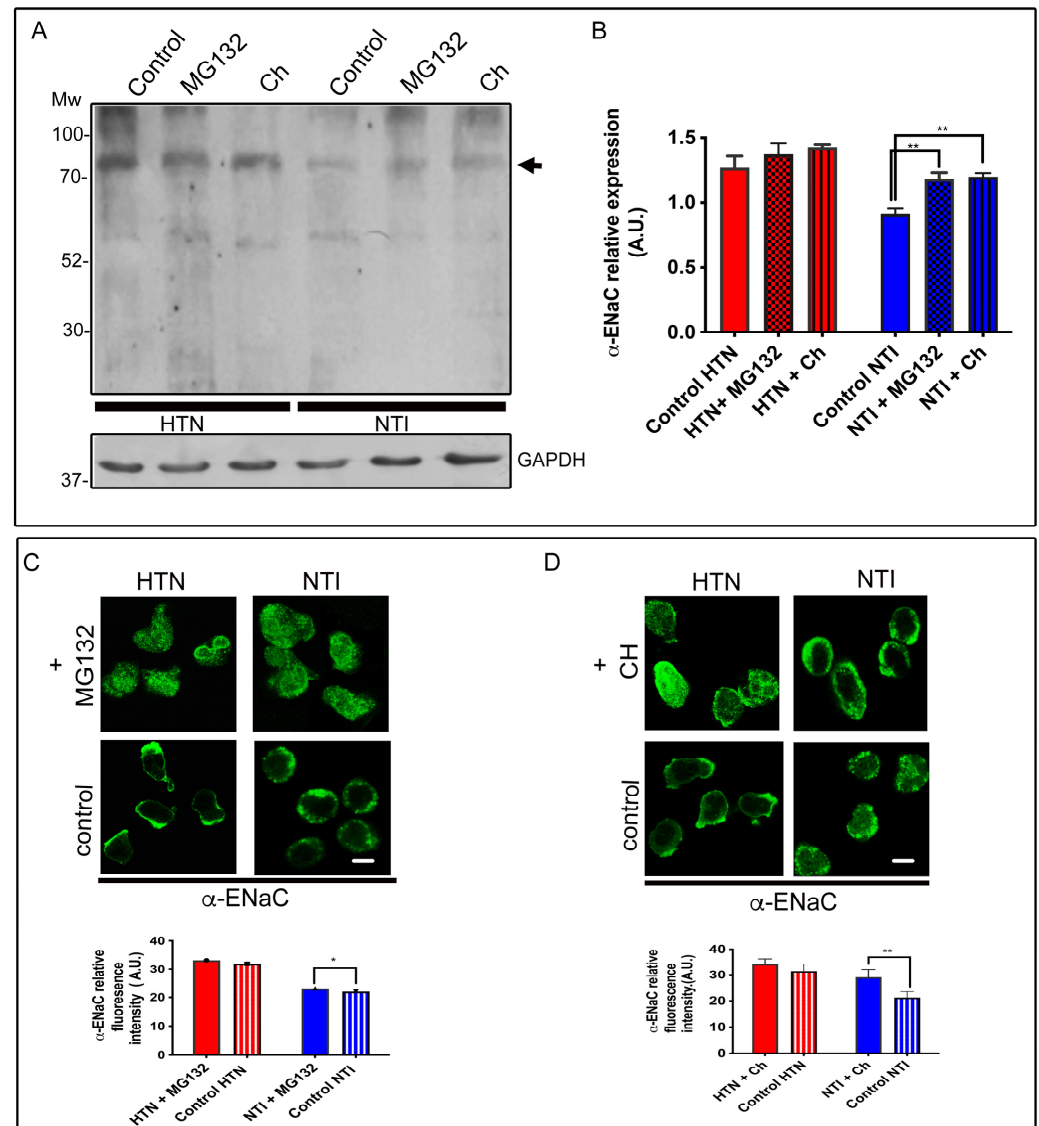 A
Control
MG132
Ch
Control
MG132
Ch
Mw
100-
70-
52-
30-
HTN
NTI
GAPDH
37-
B
α-ENaC relative expression
(A.U.)
1.5
1.0
0.5
0.0
**
**
Control HTN
HTN+ MG132
HTN + Ch
Control NTI
NTI + MG132
NTI + Ch
C
HTN
NTI
+
MG132
control
α-ENaC
α-ENaC relative
fluoresence
intensity ( A.U.)
40
30
20
10
0
*
HTN + MG132
Control HTN
NTI + MG132
Control NTI
D
HTN
NTI
+
CH
control
α-ENaC
α-ENaC relative
fluorescence
intensity.(A.U.)
40
30
20
10
0
**
HTN + Ch
Control HTN
NTI + Ch
Control NTI